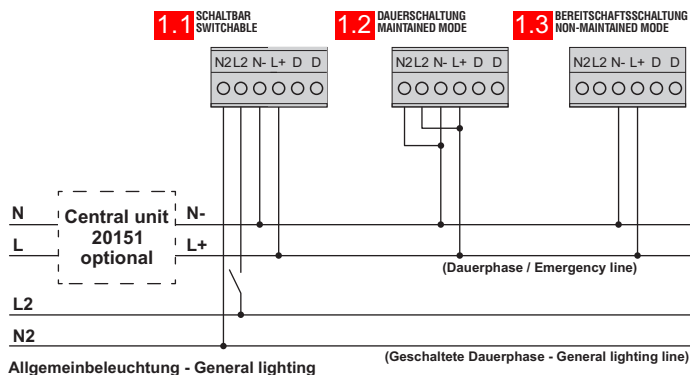 1.1 SCHALTBAR
SWITCHABLE
1.2 DAUERSCHALTUNG
MAINTAINED MODE
1.3 BEREITSCHAFTSSCHALTUNG
NON-MAINTAINED MODE
N2 L2 N- L+ D D
N2 L2 N- L+ D D
N2 L2 N- L+ D D
N
L
Central unit
20151
optional
N-
L+
(Dauerphase / Emergency line)
L2
N2
(Geschaltete Dauerphase - General lighting line)
Allgemeinbeleuchtung - General lighting